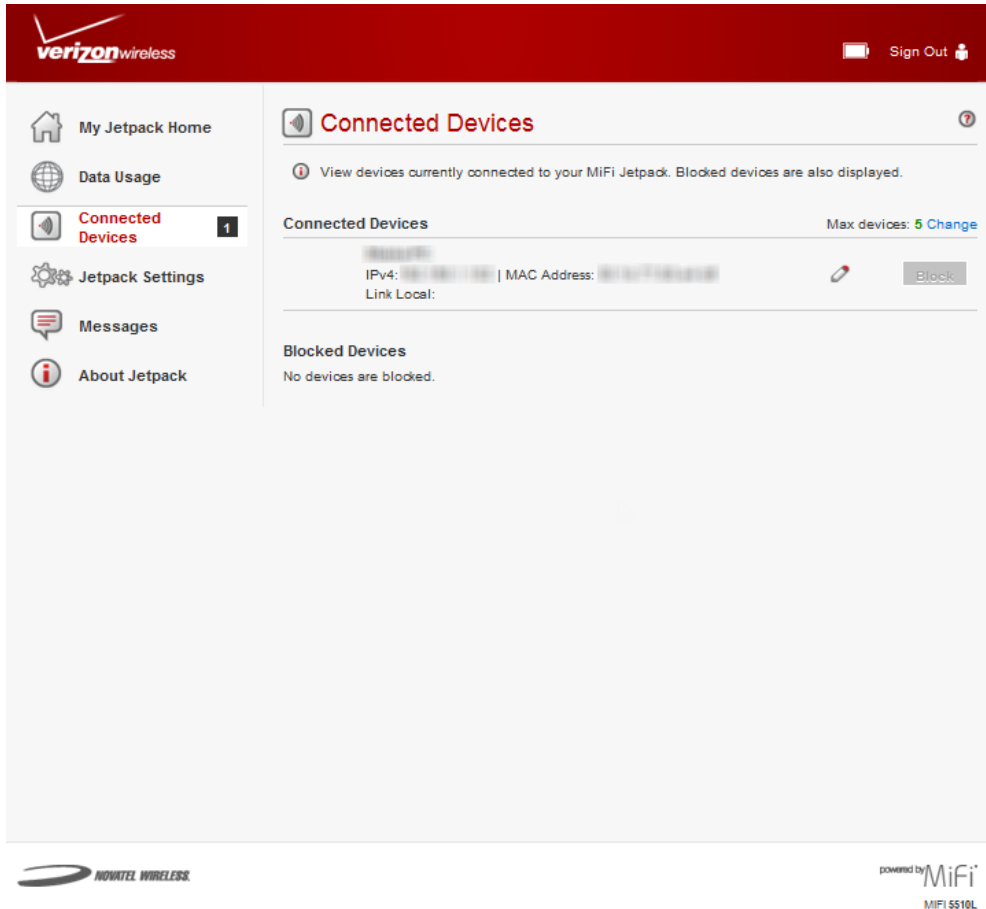 verizonwireless
Sign Out
My Jetpack Home
Data Usage
Connected
Devices
1
Jetpack Settings
Messages
About Jetpack
Connected Devices
?
View devices currently connected to your MiFi Jetpack. Blocked devices are also displayed.
Connected Devices
Max devices: 5 Change
IPv4: | MAC Address:
Link Local:
Block
Blocked Devices
No devices are blocked.
NOVATEL WIRELESS.
powered by MiFi
MIFI 5510L